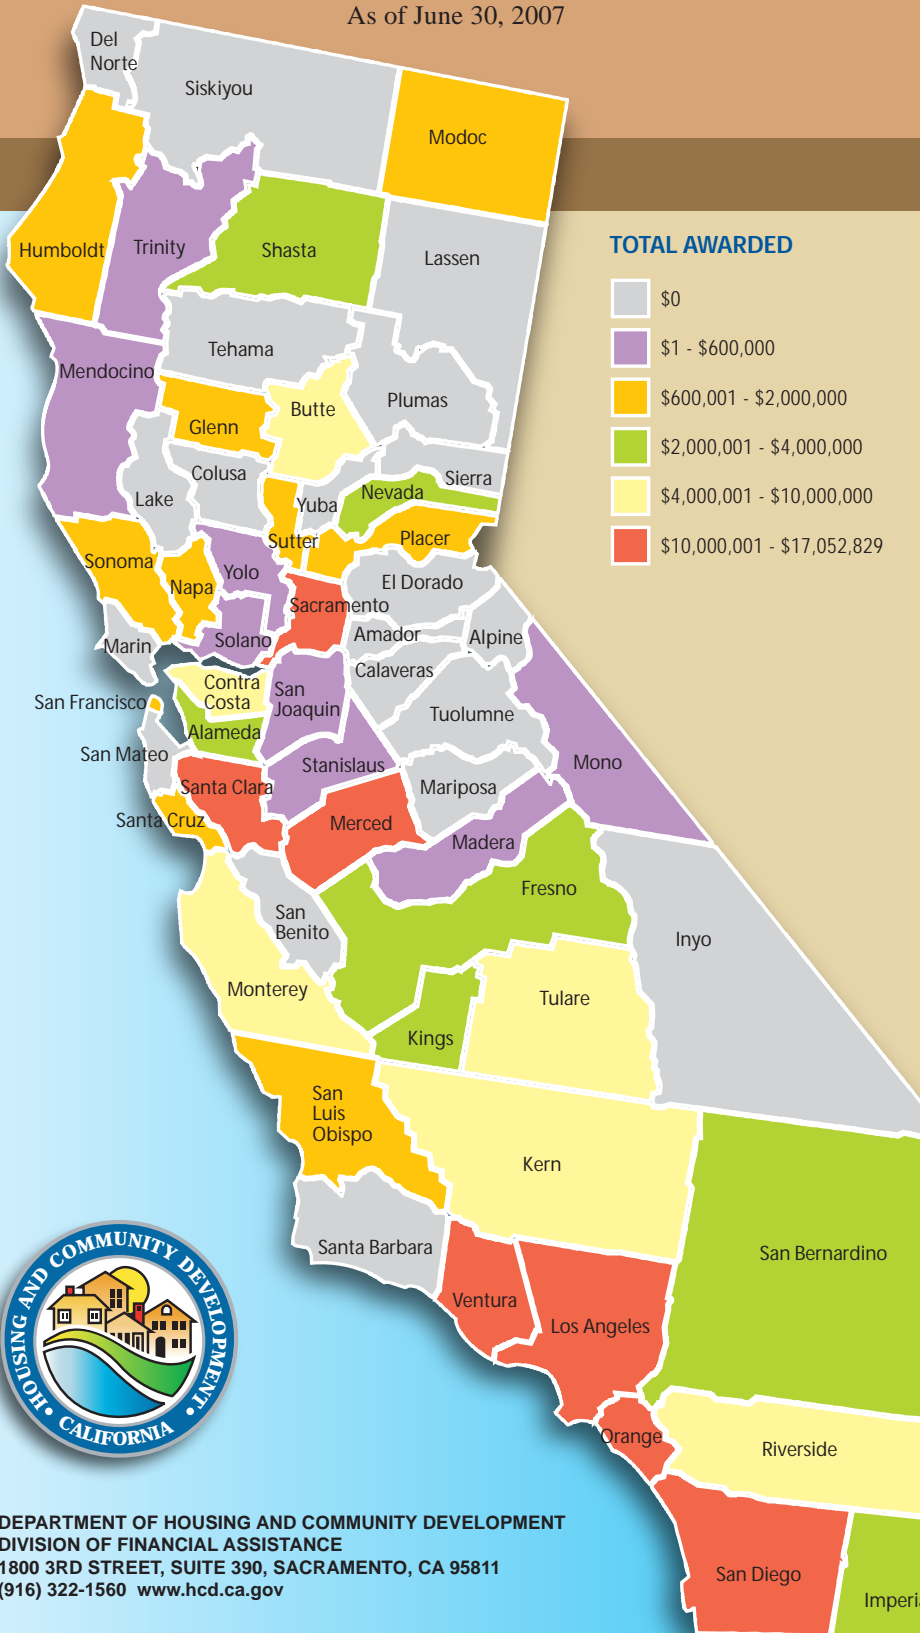 As of June 30, 2007
Del
Norte
Siskiyou
Modoc
Humboldt
Trinity
Shasta
Lassen
TOTAL AWARDED
$0
$1 - $600,000
$600,001 - $2,000,000
$2,000,001 - $4,000,000
$4,000,001 - $10,000,000
$10,000,001 - $17,052,829
Tehama
Mendocino
Plumas
Butte
Glenn
Colusa
Sierra
Lake
Yuba
Nevada
Sutter
Placer
Sonoma
Yolo
Napa
El Dorado
Sacramento
Amador
Alpine
Marin
Solano
Calaveras
Contra
Costa
San
Joaquin
San Francisco
Tuolumne
Alameda
San Mateo
Stanislaus
Mono
Santa Clara
Mariposa
Santa Cruz
Merced
Madera
Fresno
San
Benito
Inyo
Monterey
Tulare
Kings
San
Luis
Obispo
Kern
Santa Barbara
San Bernardino
Ventura
Los Angeles
Orange
Riverside
San Diego
Imperi
HOUSING AND COMMUNITY DEVELOPMENT
• CALIFORNIA •
DEPARTMENT OF HOUSING AND COMMUNITY DEVELOPMENT
DIVISION OF FINANCIAL ASSISTANCE
1800 3RD STREET, SUITE 390, SACRAMENTO, CA 95811
(916) 322-1560 www.hcd.ca.gov